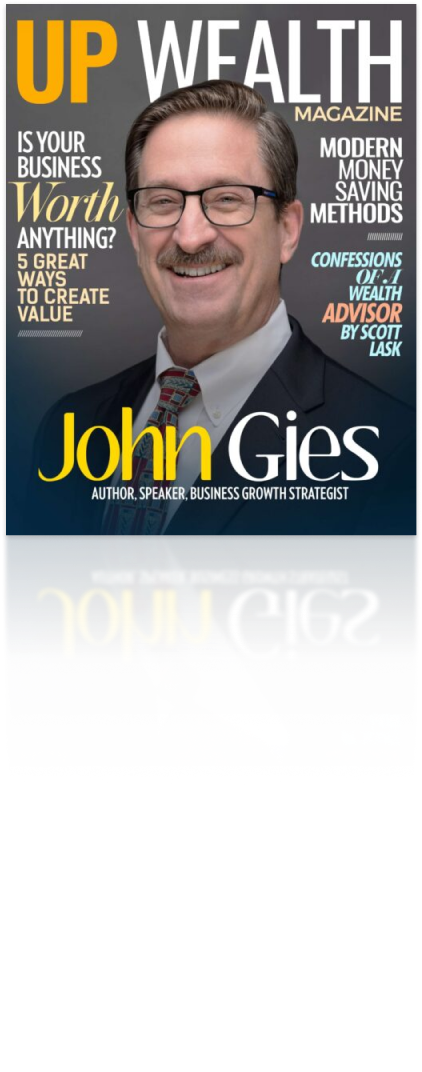 UP WEALTH
MAGAZINE
IS YOUR
BUSINESS
Worth
ANYTHING?
5 GREAT
WAYS
TO CREATE
VALUE
MODERN
MONEY
SAVING
METHODS
CONFESSIONS
OF A
WEALTH
ADVISOR
BY SCOTT
LASK
John Gies
AUTHOR, SPEAKER, BUSINESS GROWTH STRATEGIST